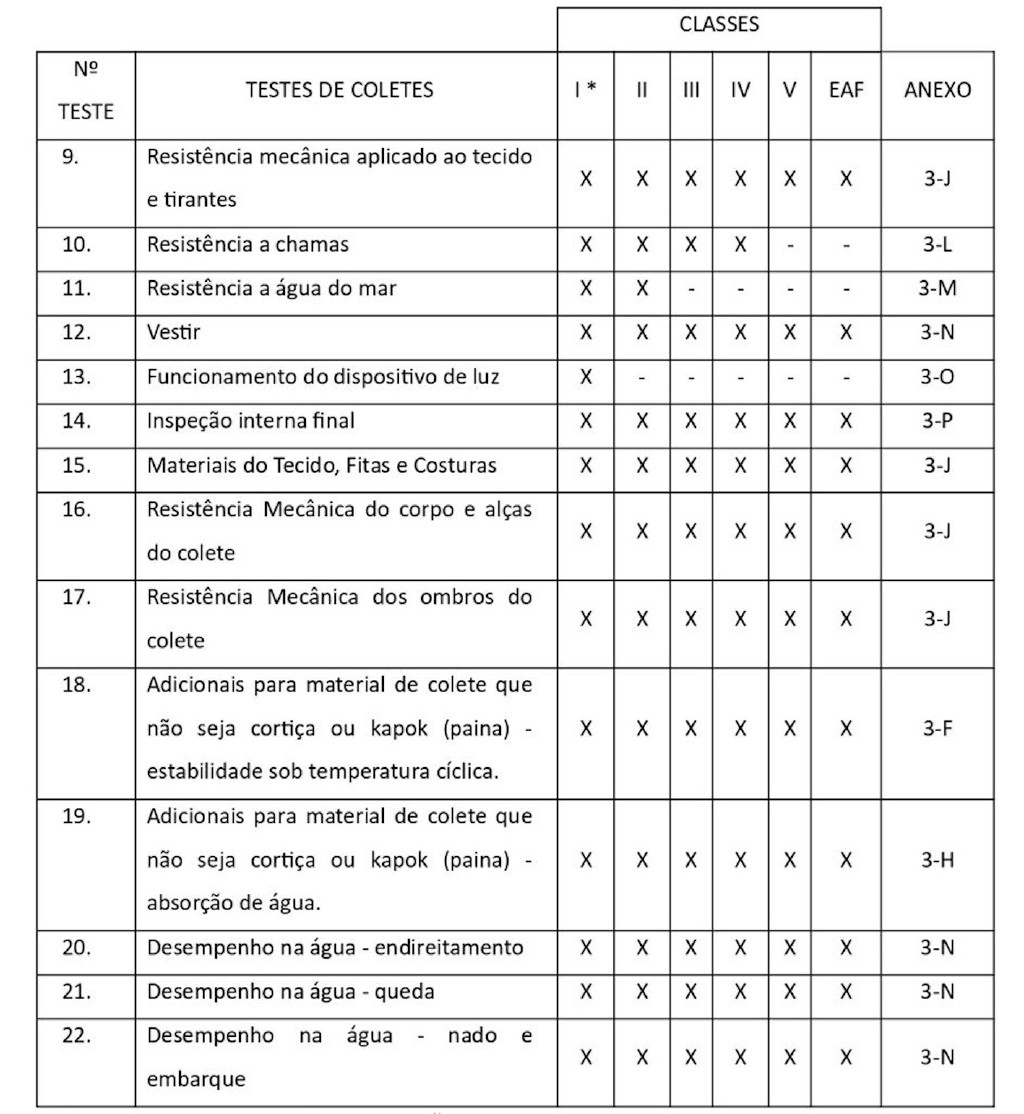 CLASSES
Nº TESTE TESTES DE COLETES I * II III IV V EAF ANEXO
9. Resistência mecânica aplicado ao tecido
e tirantes X X X X X X 3-J
10. Resistência a chamas X X X X - - 3-L
11. Resistência a água do mar X X - - - - 3-M
12. Vestir X X X X X X 3-N
13. Funcionamento do dispositivo de luz X - - - - - 3-O
14. Inspeção interna final X X X X X X 3-P
15. Materiais do Tecido, Fitas e Costuras X X X X X X 3-J
16. Resistência Mecânica do corpo e alças
do colete X X X X X X 3-J
17. Resistência Mecânica dos ombros do
colete X X X X X X 3-J
18. Adicionais para material de colete que
não seja cortiça ou kapok (paina) - X X X X X X 3-F
estabilidade sob temperatura cíclica.
19. Adicionais para material de colete que
não seja cortiça ou kapok (paina) - X X X X X X 3-H
absorção de água.
20. Desempenho na água - endireitamento X X X X X X 3-N
21. Desempenho na água - queda X X X X X X 3-N
22. Desempenho na água - nado e
embarque X X X X X X 3-N